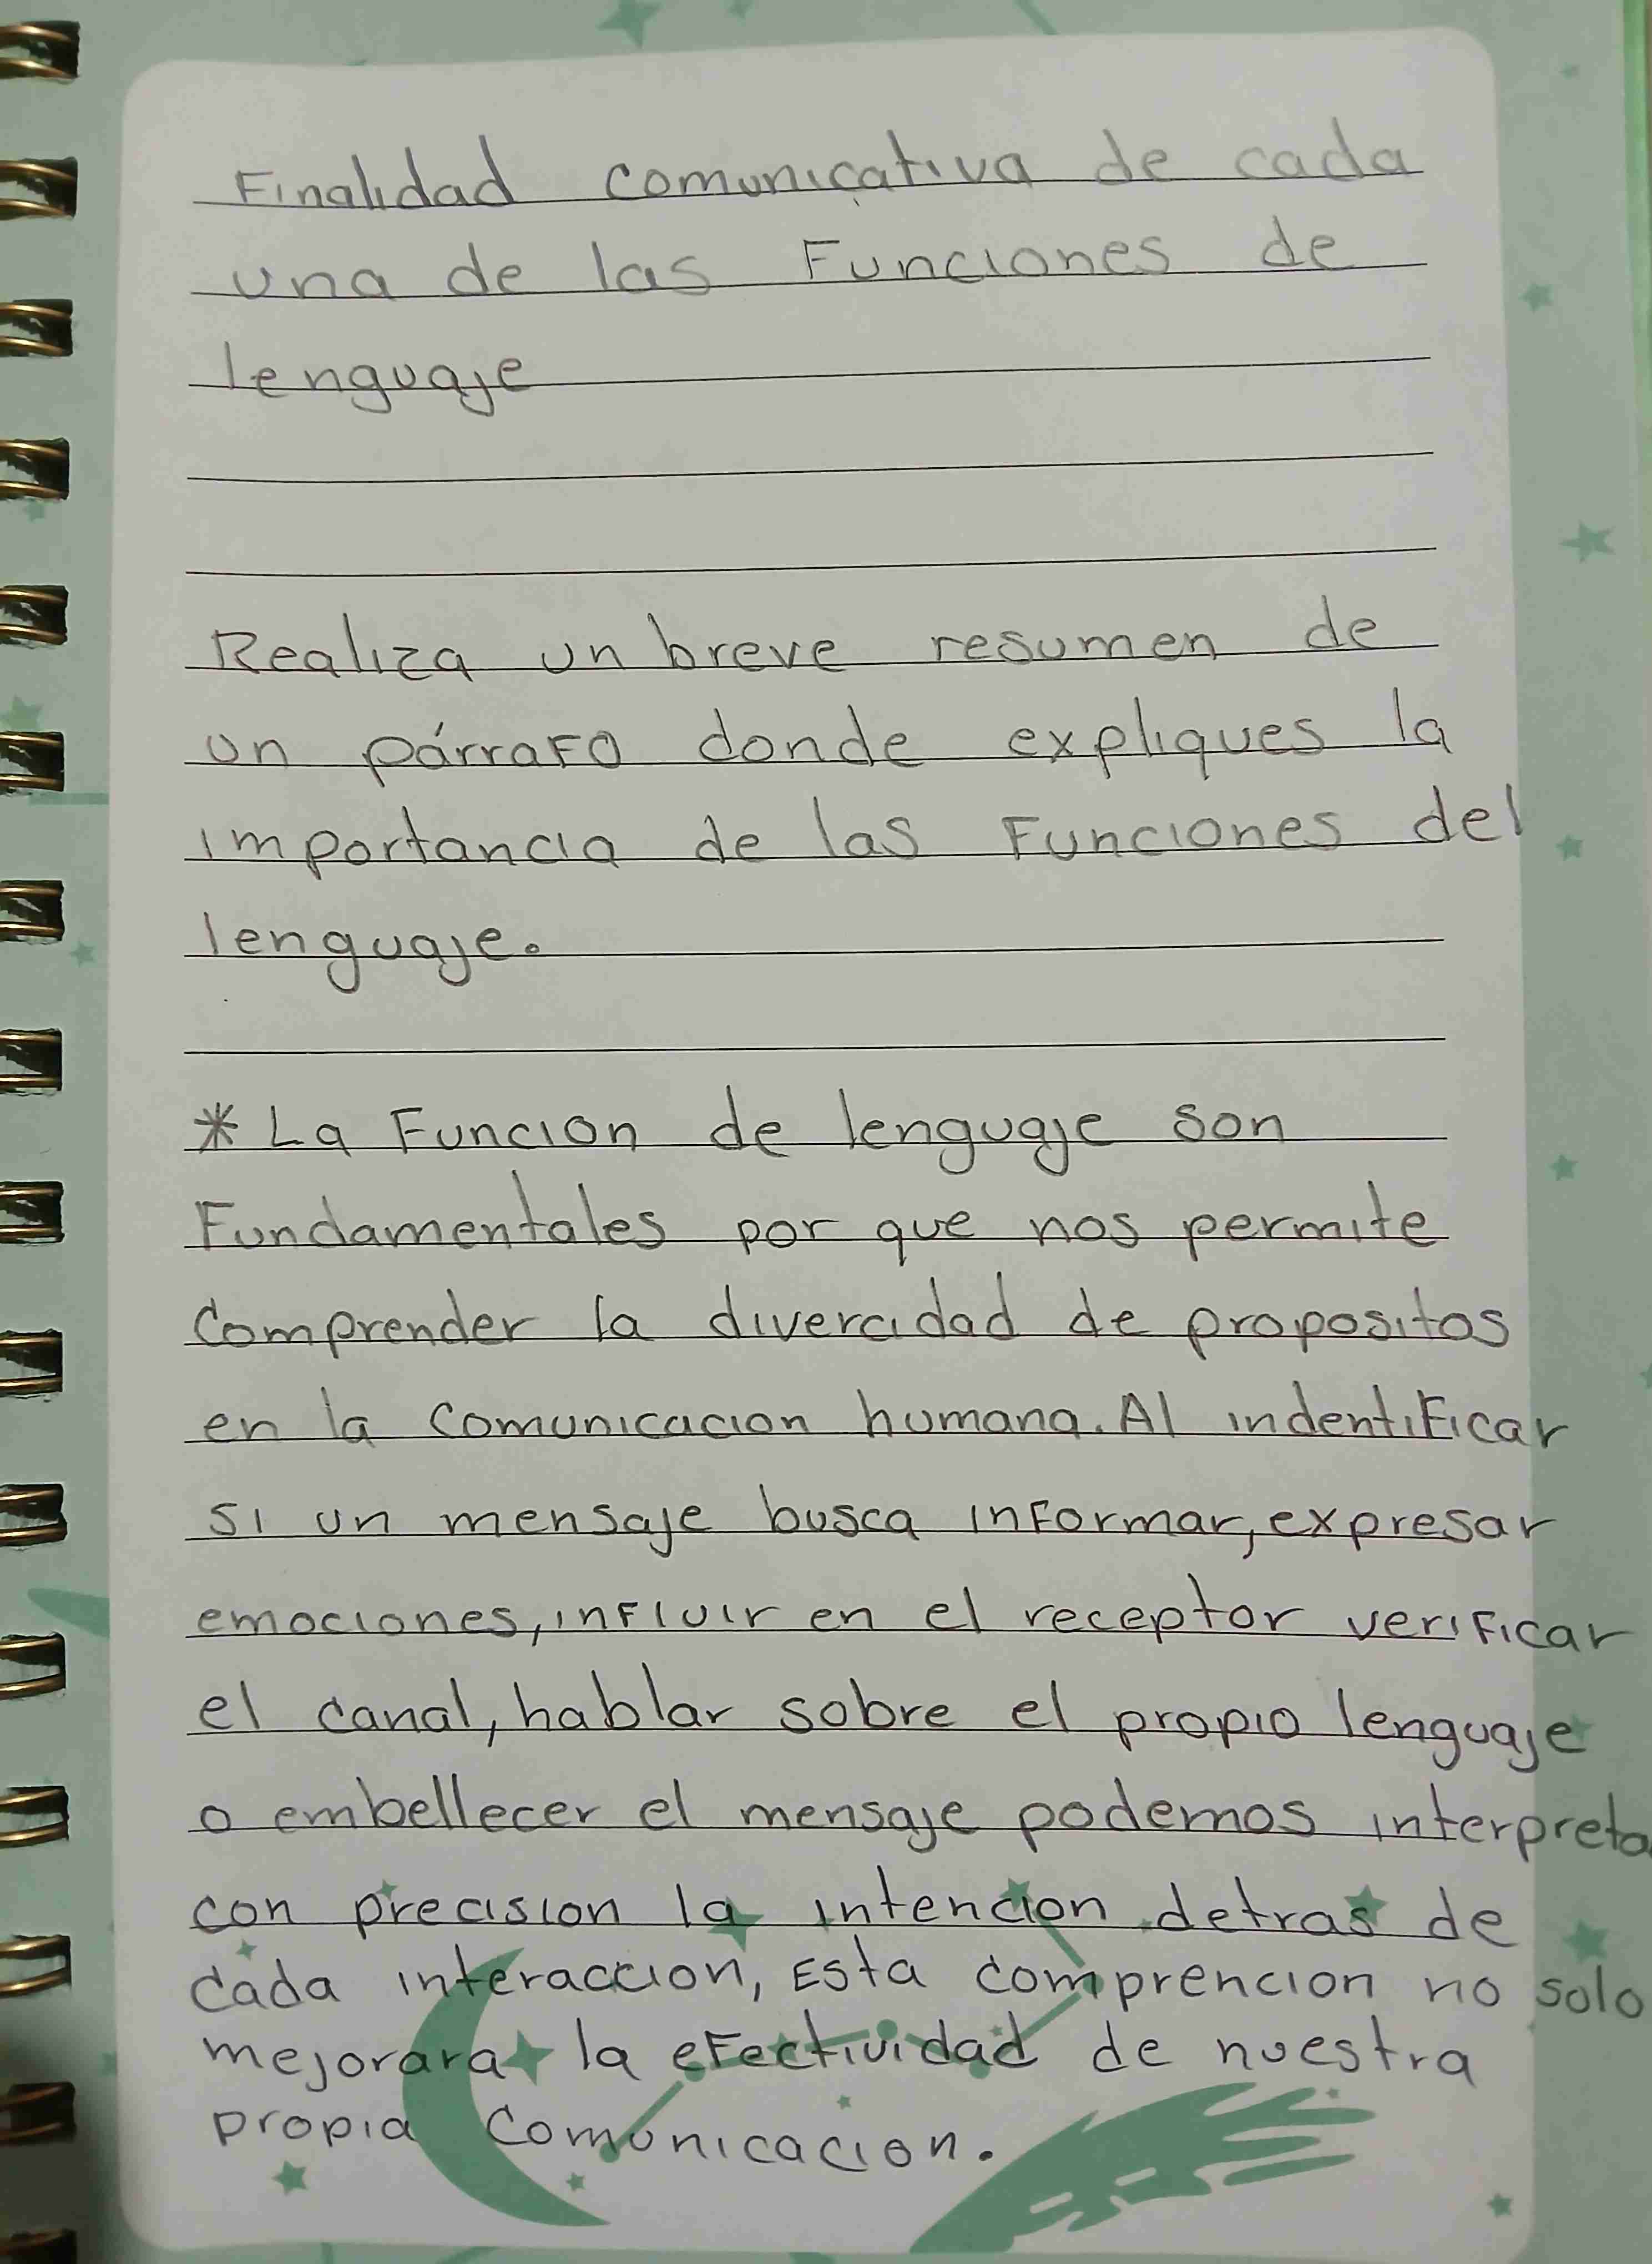 Finalidad comunicativa de cada
una de las Funciones de
lenguaje
Realiza un breve resumen de
un párraFo donde expliques la
importancia de las Funciones del
lenguaje.
* La Funcion de lenguaje son
Fundamentales por que nos permite
comprender la divercidad de propositos
en la comunicacion humana. Al indentiFicar
si un mensaje busca inFormar, expresar
emociones, inFluir en el receptor veriFicar
el canal, hablar sobre el propio lenguaje
o embellecer el mensaje podemos interpreta
con precision la intencion detras de
cada interaccion, Esta comprencion no solo
mejorara la eFectividad de nuestra
propia comunicacion.